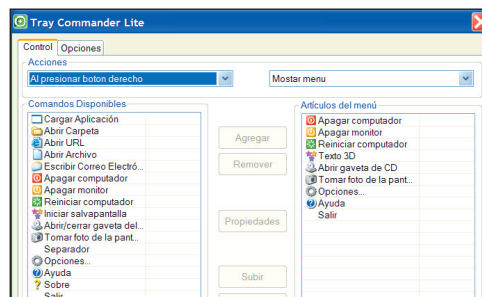 Tray Commander Lite
Control
Opciones
Acciones
Al presionar boton derecho
Mostar menu
Comandos Disponibles
Cargar Aplicación
Abrir Carpeta
Abrir URL
Abrir Archivo
Escribir Correo Electró...
Apagar computador
Apagar monitor
Reiniciar computador
Iniciar salvapantalla
Abrir/cerrar gaveta del...
Tomar foto de la pant...
Separador
Opciones...
Ayuda
Sobre
Salir
Agregar
Remover
Propiedades
Subir
Artículos del menú
Apagar computador
Apagar monitor
Reiniciar computador
Texto 3D
Abrir gaveta de CD
Tomar foto de la pant...
Opciones...
Ayuda
Salir